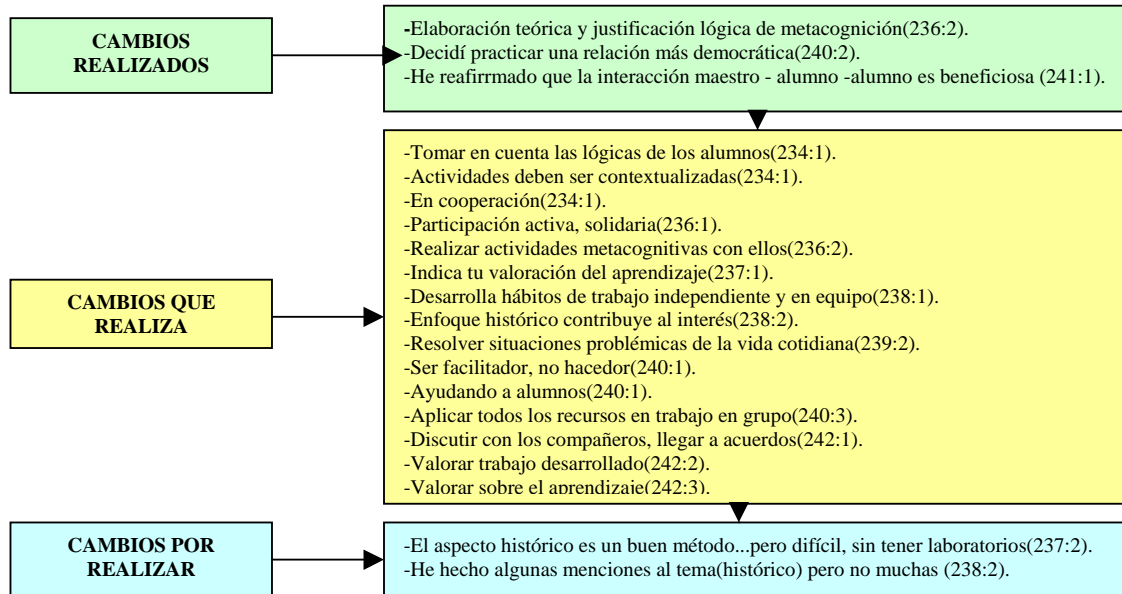 CAMBIOS
REALIZADOS
-Elaboración teórica y justificación lógica de metacognición(236:2).
-Decidí practicar una relación más democrática(240:2).
-He reafirrmado que la interacción maestro - alumno -alumno es beneficiosa (241:1).
CAMBIOS QUE
REALIZA
-Tomar en cuenta las lógicas de los alumnos(234:1).
-Actividades deben ser contextualizadas(234:1).
-En cooperación(234:1).
-Participación activa, solidaria(236:1).
-Realizar actividades metacognitivas con ellos(236:2).
-Indica tu valoración del aprendizaje(237:1).
-Desarrolla hábitos de trabajo independiente y en equipo(238:1).
-Enfoque histórico contribuye al interés(238:2).
-Resolver situaciones problémicas de la vida cotidiana(239:2).
-Ser facilitador, no hacedor(240:1).
-Ayudando a alumnos(240:1).
-Aplicar todos los recursos en trabajo en grupo(240:3).
-Discutir con los compañeros, llegar a acuerdos(242:1).
-Valorar trabajo desarrollado(242:2).
-Valorar sobre el aprendizaje(242:3).
CAMBIOS POR
REALIZAR
-El aspecto histórico es un buen método...pero difícil, sin tener laboratorios(237:2).
-He hecho algunas menciones al tema(histórico) pero no muchas (238:2).